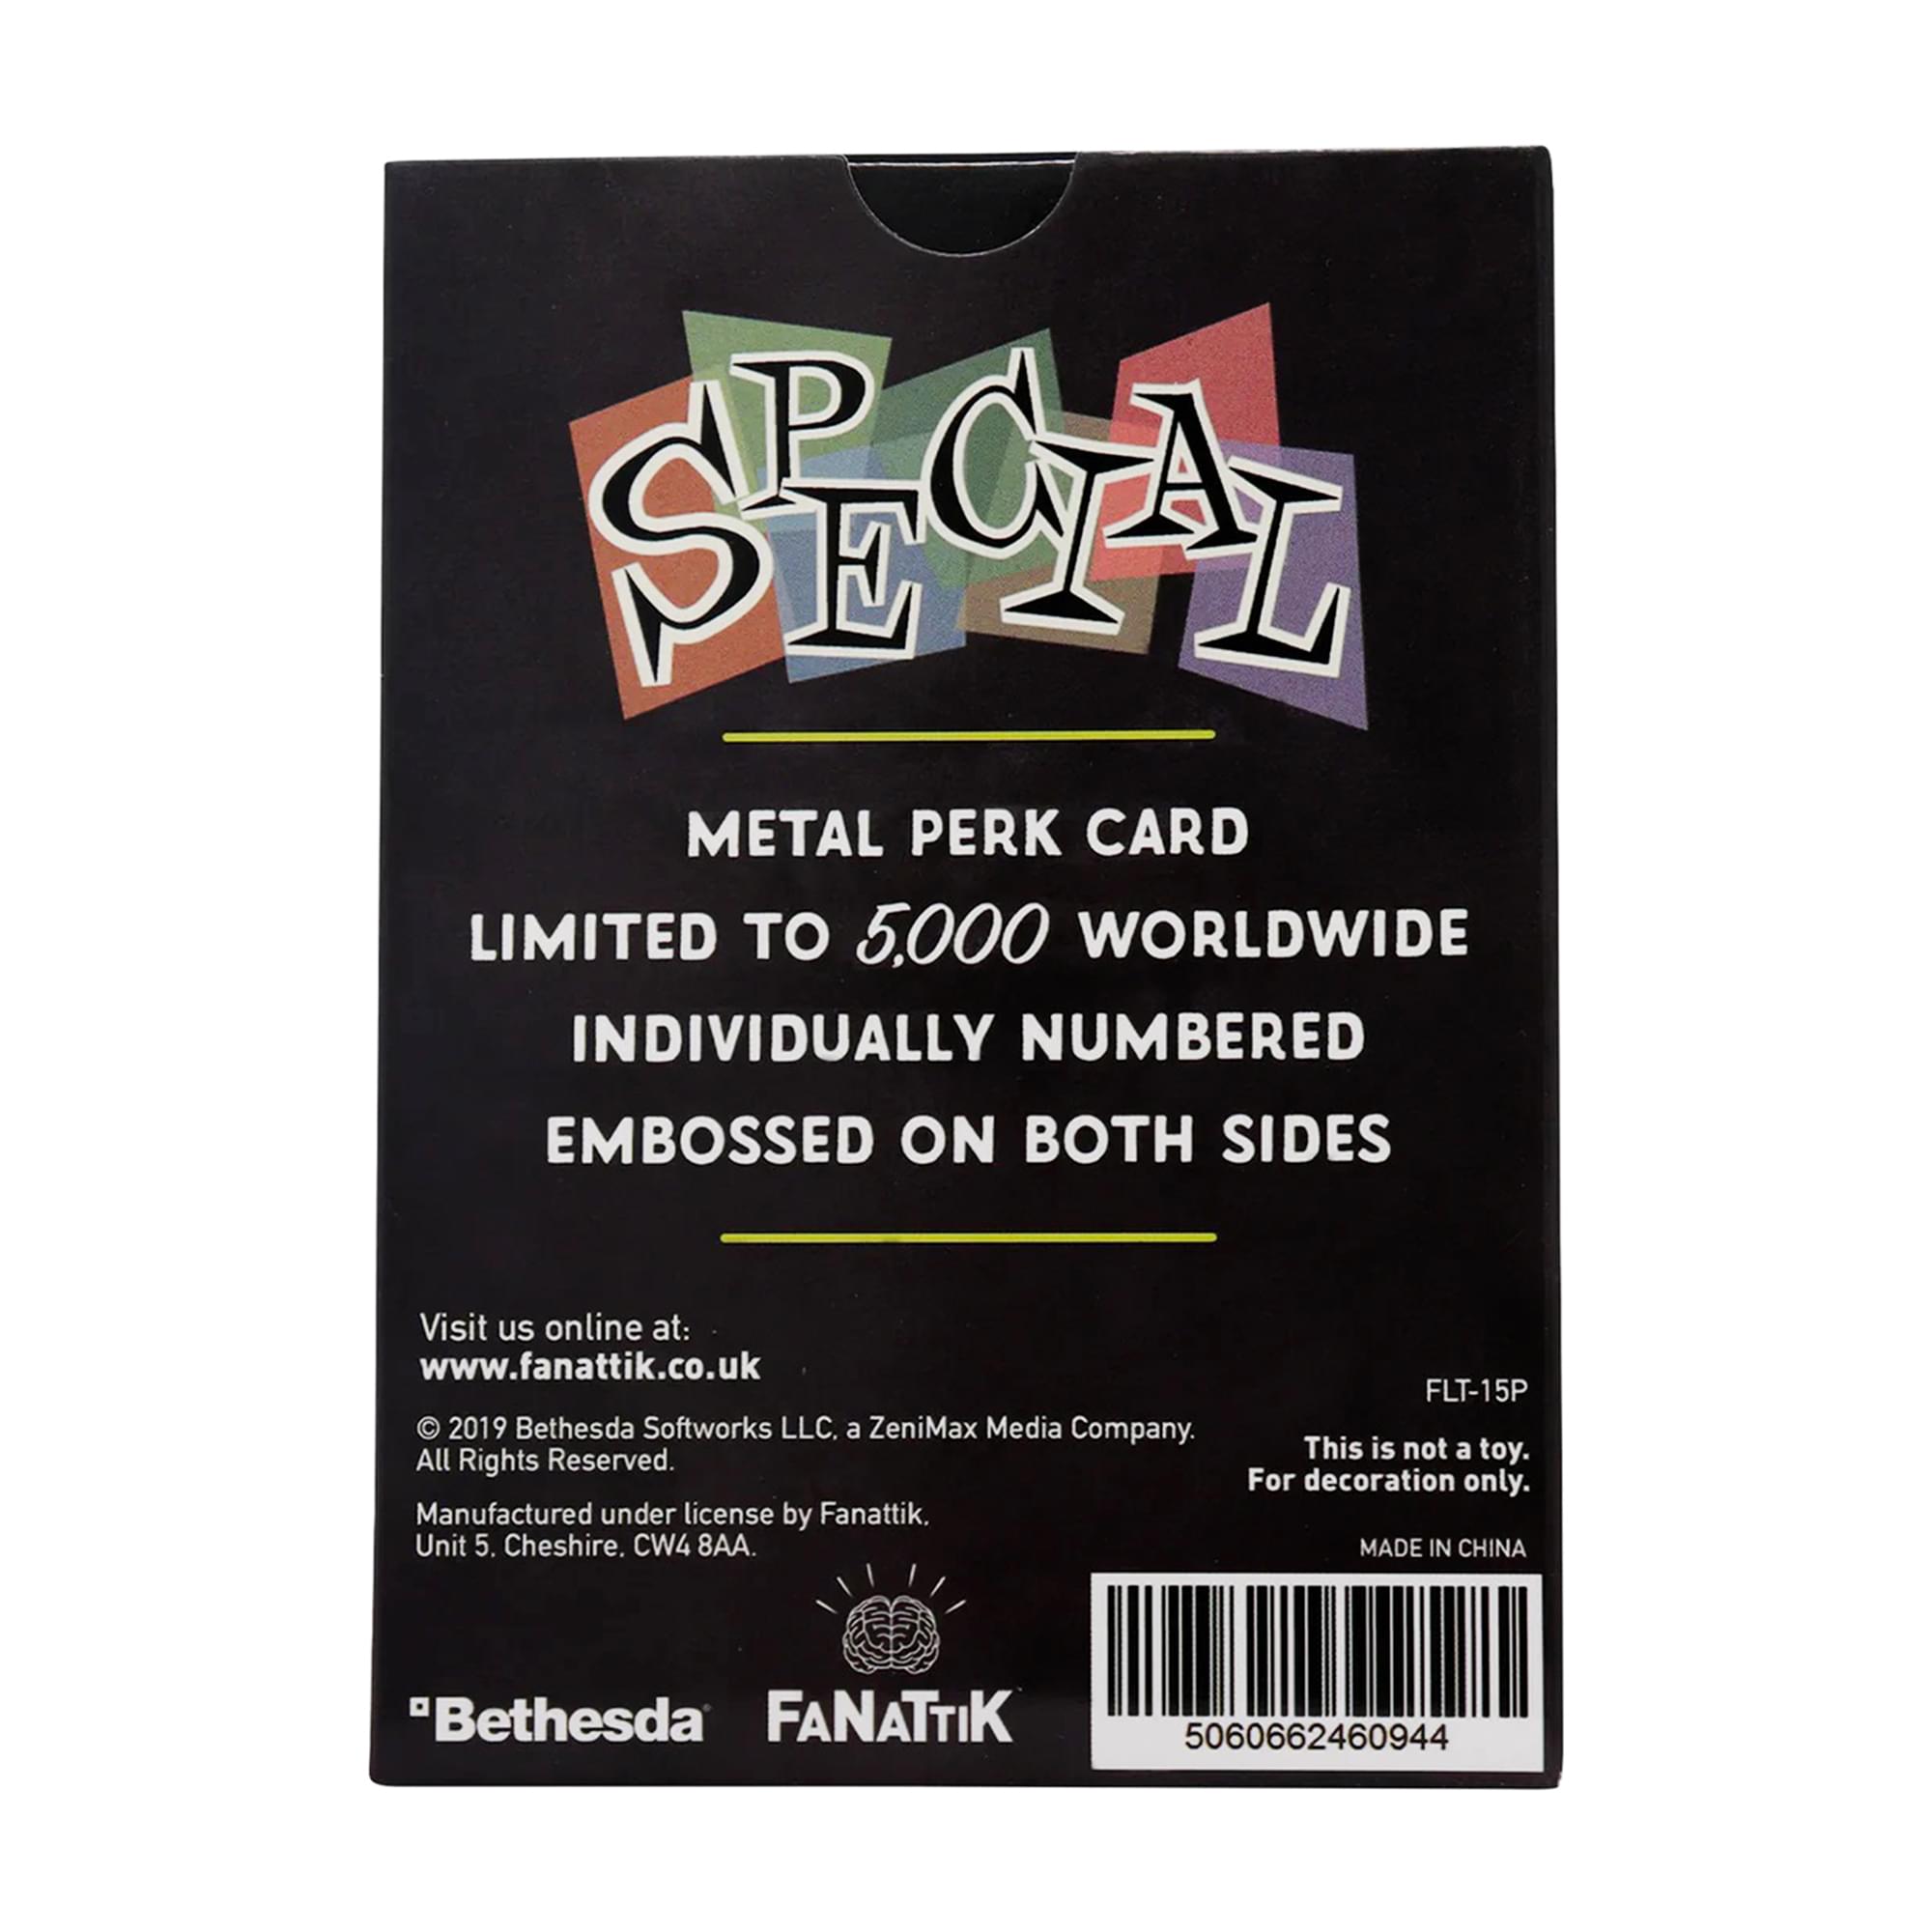 SPECIAL
METAL PERK CARD
LIMITED TO 5,000 WORLDWIDE
INDIVIDUALLY NUMBERED
EMBOSSED ON BOTH SIDES
Visit us online at:
www.fanattik.co.uk
© 2019 Bethesda Softworks LLC, a ZeniMax Media Company.
All Rights Reserved.
Manufactured under license by Fanattik,
Unit 5, Cheshire, CW4 8AA.
FLT-15P
This is not a toy.
For decoration only.
MADE IN CHINA
Bethesda®
FANATTIK
5060662460944